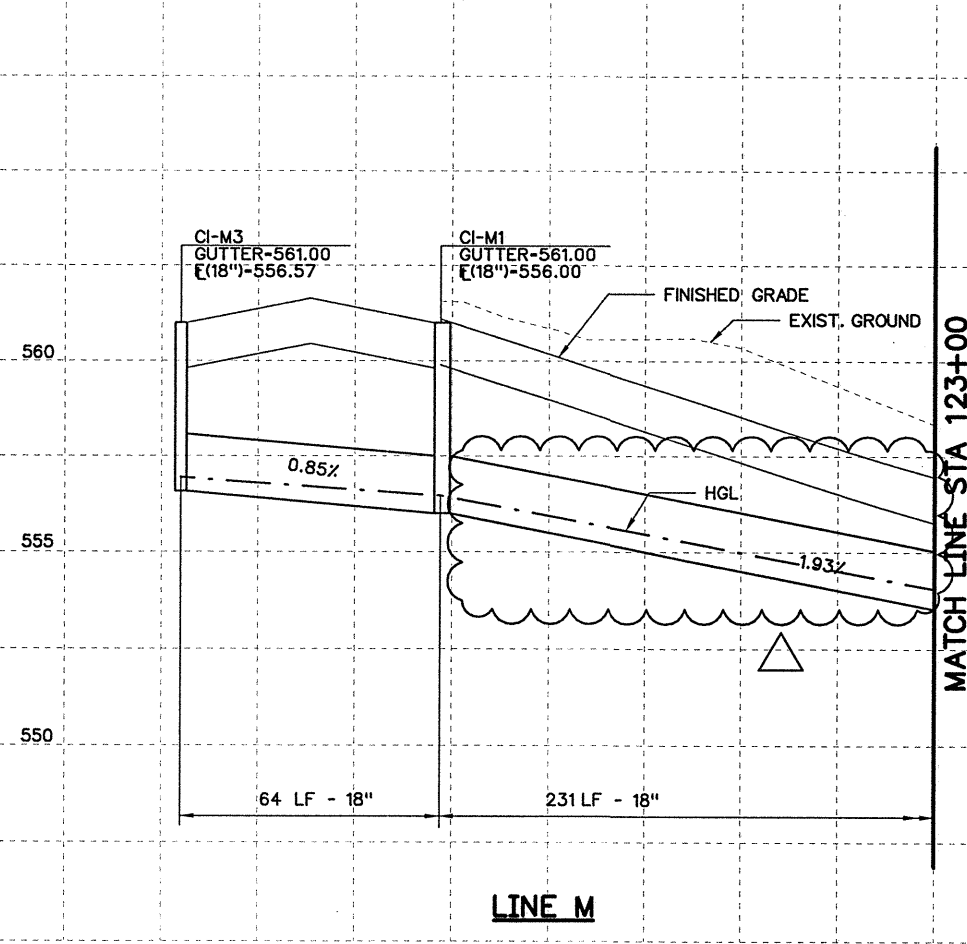 CI-M3
GUTTER-561.00
FL(18")-556.57
CI-M1
GUTTER-561.00
FL(18")-556.00
FINISHED GRADE
EXIST. GROUND
560
0.85%
HGL
555
1.93%
550
64 LF - 18"
231 LF - 18"
MATCH LINE STA 123+00
LINE M